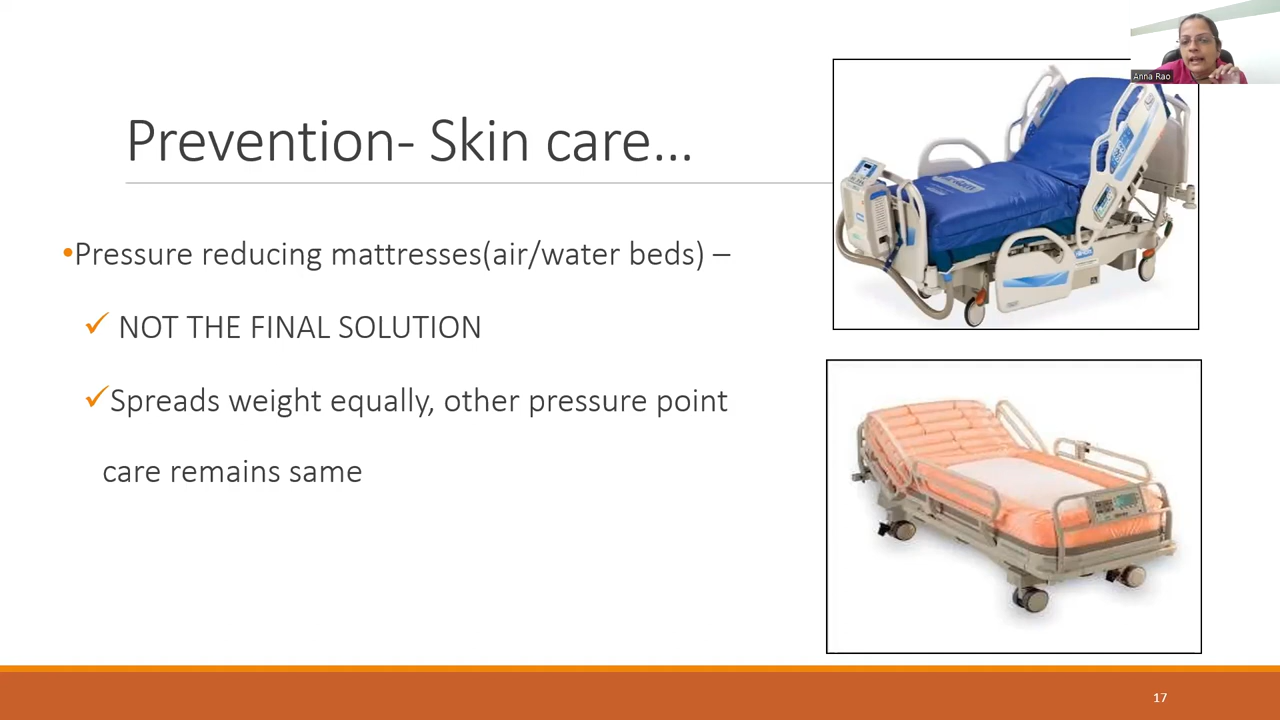 Anna Rao
Prevention- Skin care...
•Pressure reducing mattresses(air/water beds) –
✓ NOT THE FINAL SOLUTION
✓Spreads weight equally, other pressure point
care remains same
17